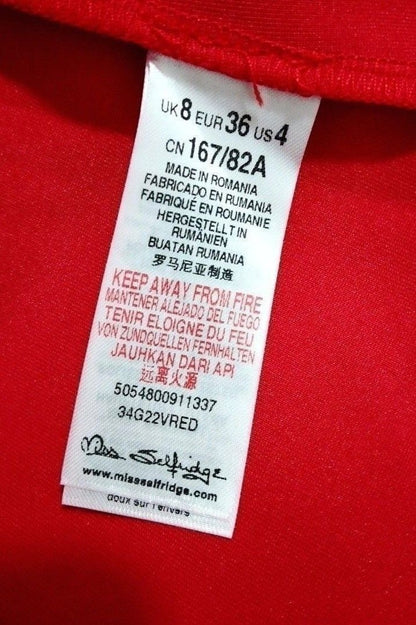 UK 8 EUR 36 US 4
CN 167/82A
MADE IN ROMANIA
FABRICADO EN RUMANIA
FABRIQUÉ EN ROUMANIE
HERGESTELLT IN
RUMÄNIEN
BUATAN RUMANIA
罗马尼亚制造
KEEP AWAY FROM FIRE
MANTENER ALEJADO DEL FUEGO
TENIR ELOIGNE DU FEU
VON ZUNDQUELLEN FERNHALTEN
JAUHKAN DARI API
远离火源
5054800911337
34G22VRED
Miss Selfridge
www.missselfridge.com
doux sur l'envers